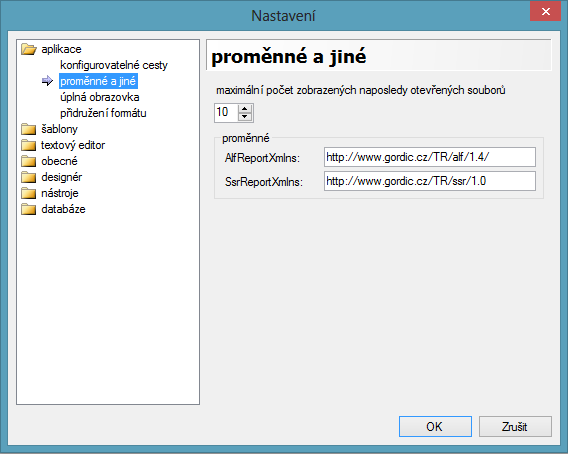 Nastavení
aplikace
konfigurovatelné cesty
proměnné a jiné
úplná obrazovka
přidružení formátu
šablony
textový editor
obecné
designér
nástroje
databáze
proměnné a jiné
maximální počet zobrazených naposledy otevřených souborů
10
proměnné
AlfReportXmlns: http://www.gordic.cz/TR/alf/1.4/
SsrReportXmlns: http://www.gordic.cz/TR/ssr/1.0
OK Zrušit